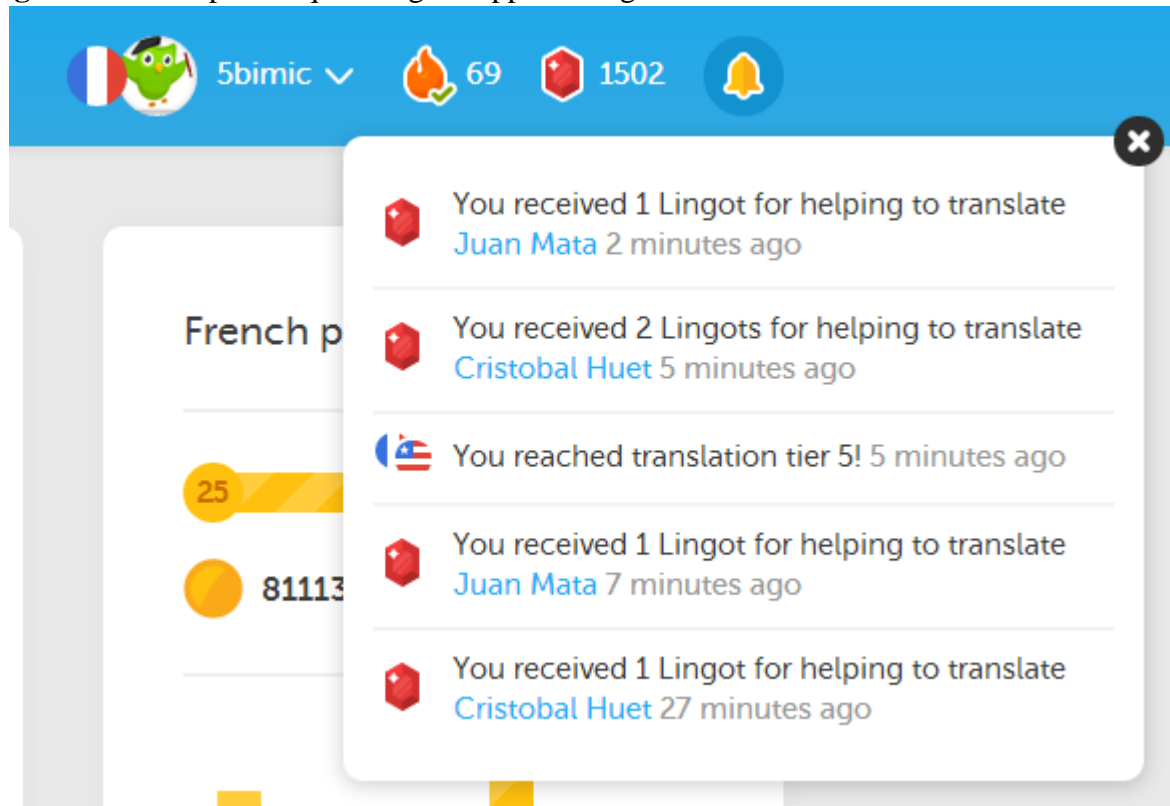 5bimic
69
1502
You received 1 Lingot for helping to translate
Juan Mata 2 minutes ago
You received 2 Lingots for helping to translate
Cristobal Huet 5 minutes ago
You reached translation tier 5! 5 minutes ago
You received 1 Lingot for helping to translate
Juan Mata 7 minutes ago
You received 1 Lingot for helping to translate
Cristobal Huet 27 minutes ago
French p
25
81113